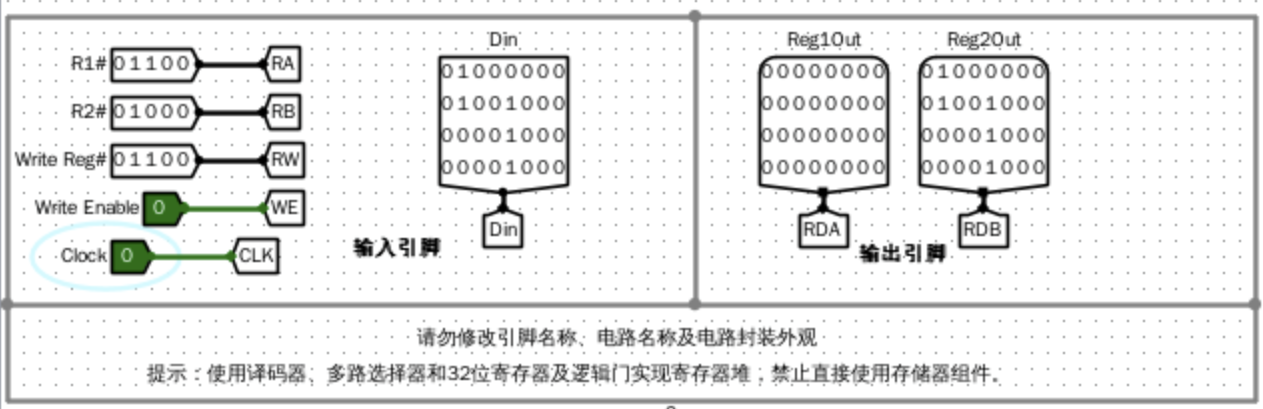 Din
Reg1Out
Reg2Out
R1# 01100 RA
R2# 01000 RB
Write Reg# 01100 RW
Write Enable 0 WE
Clock 0 CLK
01000000
01001000
00001000
00001000
Din
输入引脚
00000000
00000000
00000000
00000000
RDA
01000000
01001000
00001000
00001000
RDB
输出引脚
请勿修改引脚名称、电路名称及电路封装外观
提示：使用译码器、多路选择器和32位寄存器及逻辑门实现寄存器堆，禁止直接使用存储器组件。